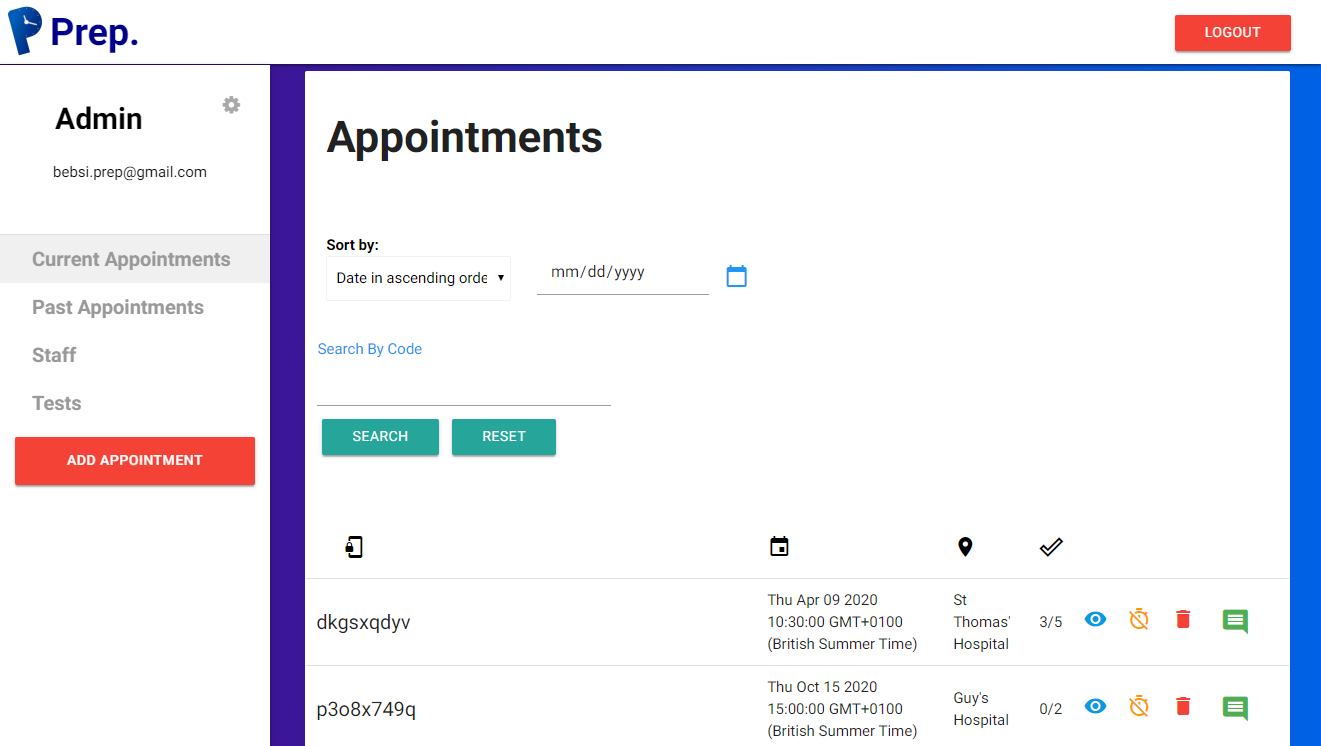 Prep.
LOGOUT
Admin
bebsi.prep@gmail.com
Current Appointments
Past Appointments
Staff
Tests
ADD APPOINTMENT
Appointments
Sort by:
Date in ascending orde
mm/dd/yyyy
Search By Code
SEARCH
RESET
dkgsxqdyv
Thu Apr 09 2020
10:30:00 GMT+0100
(British Summer Time)
St
Thomas'
Hospital
3/5
p3o8x749q
Thu Oct 15 2020
15:00:00 GMT+0100
(British Summer Time)
Guy's
Hospital
0/2